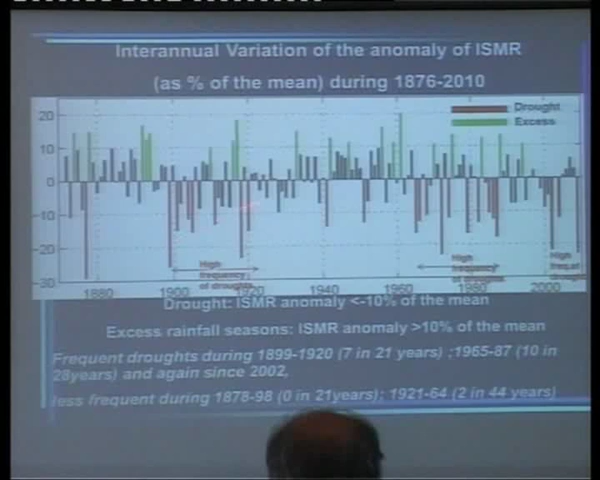 Interannual Variation of the anomaly of ISMR
(as % of the mean) during 1876-2010
Drought
Excess
20
10
0
-10
-20
-30
High frequency of droughts
High frequency
High
1880 1900 1920 1940 1960 1980 2000
Drought: ISMR anomaly <-10% of the mean
Excess rainfall seasons: ISMR anomaly >10% of the mean
Frequent droughts during 1899-1920 (7 in 21 years) ;1965-87 (10 in
28years) and again since 2002,
less frequent during 1878-98 (0 in 21years); 1921-64 (2 in 44 years)